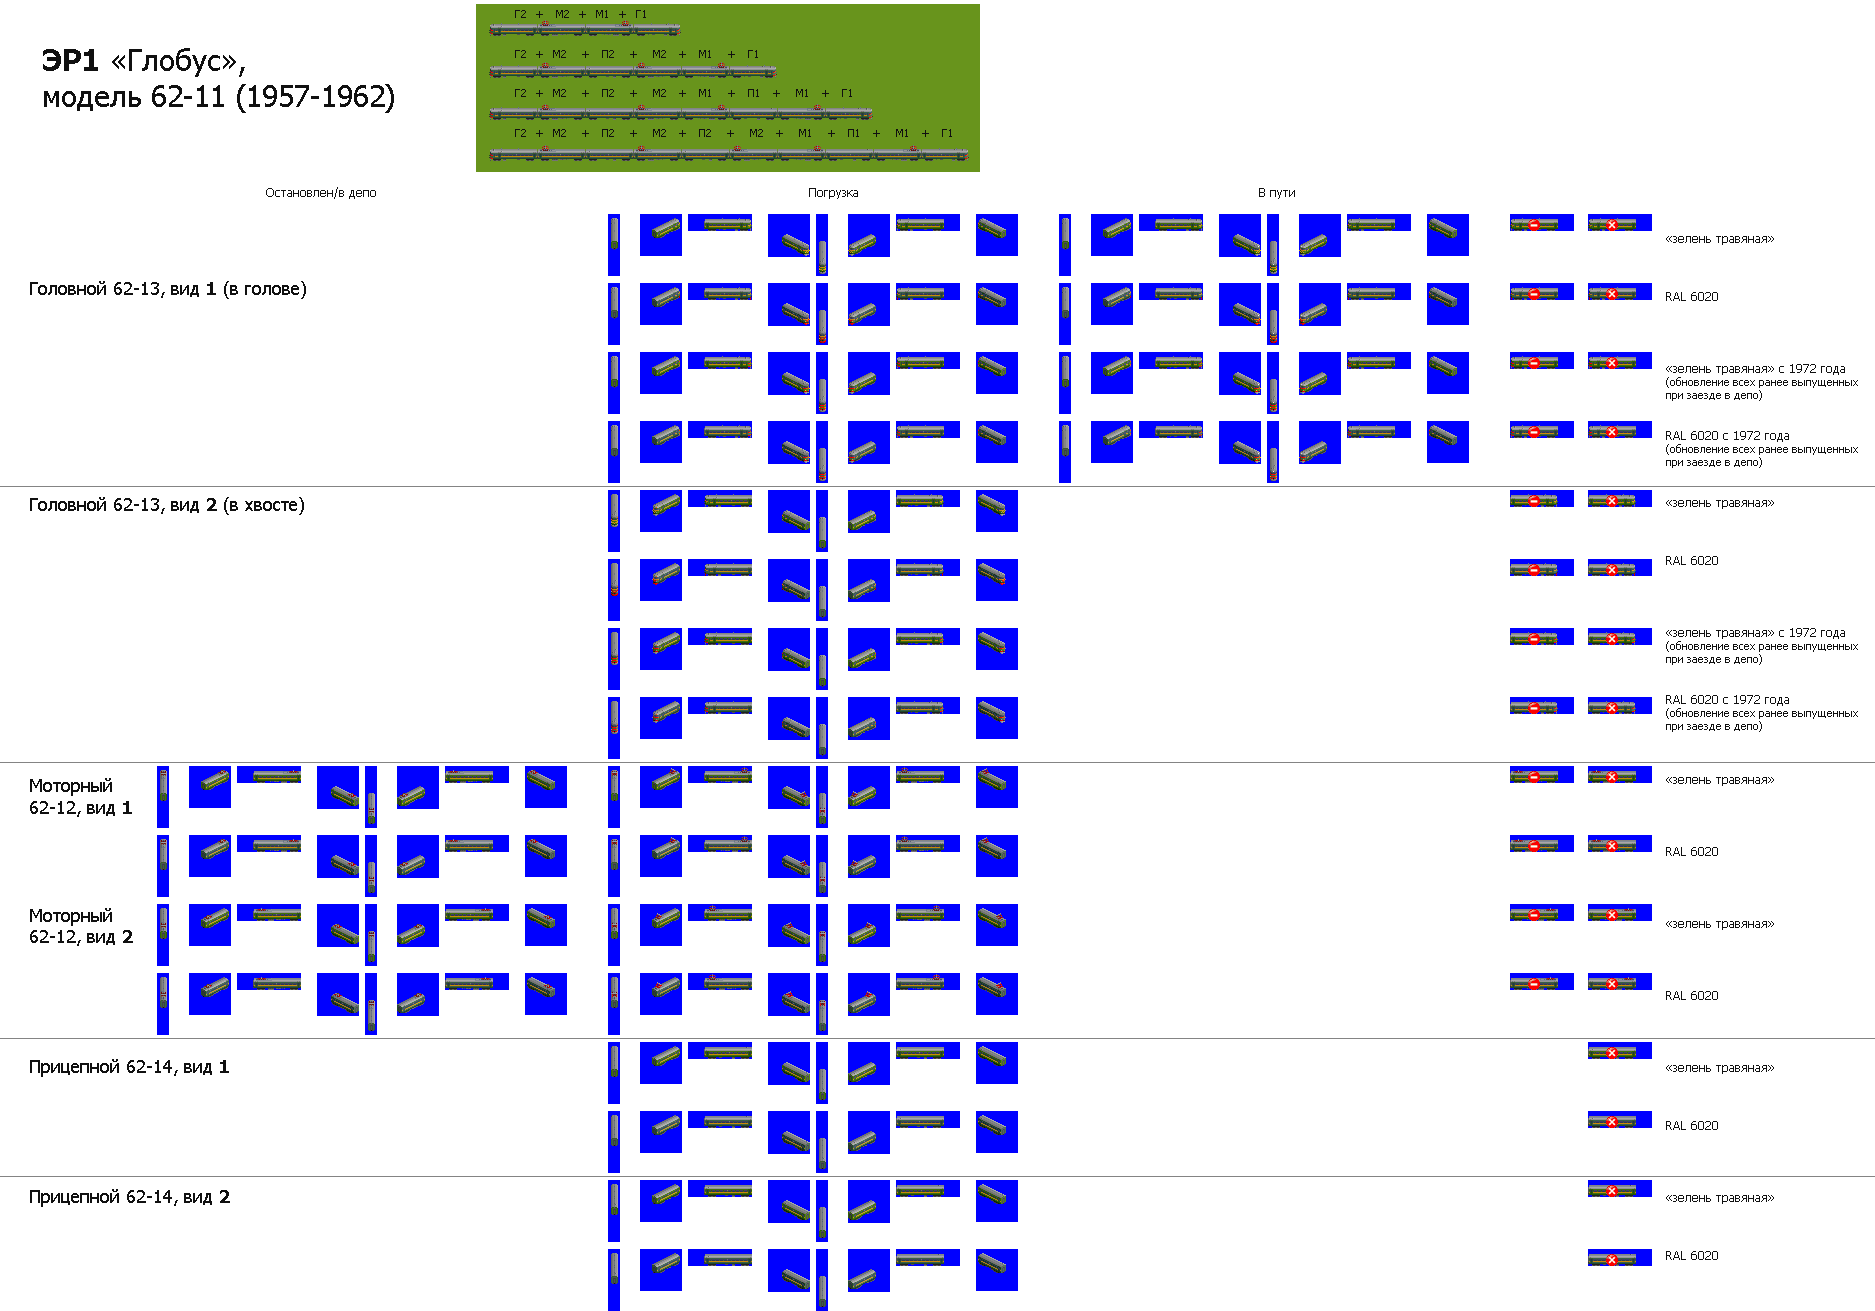 ЭР1 «Глобус»,
модель 62-11 (1957-1962)
Г2 + М2 + М1 + Г1
Г2 + М2 + П2 + М2 + М1 + Г1
Г2 + М2 + П2 + М2 + М1 + П1 + М1 + Г1
Г2 + М2 + П2 + М2 + П2 + М2 + М1 + П1 + М1 + Г1
Остановлен/в депо
Погрузка
В пути
«зелень травяная»
Головной 62-13, вид 1 (в голове)
RAL 6020
«зелень травяная» с 1972 года
(обновление всех ранее выпущенных
при заезде в депо)
RAL 6020 с 1972 года
(обновление всех ранее выпущенных
при заезде в депо)
Головной 62-13, вид 2 (в хвосте)
«зелень травяная»
RAL 6020
«зелень травяная» с 1972 года
(обновление всех ранее выпущенных
при заезде в депо)
RAL 6020 с 1972 года
(обновление всех ранее выпущенных
при заезде в депо)
Моторный
62-12, вид 1
«зелень травяная»
RAL 6020
Моторный
62-12, вид 2
«зелень травяная»
RAL 6020
Прицепной 62-14, вид 1
«зелень травяная»
RAL 6020
Прицепной 62-14, вид 2
«зелень травяная»
RAL 6020